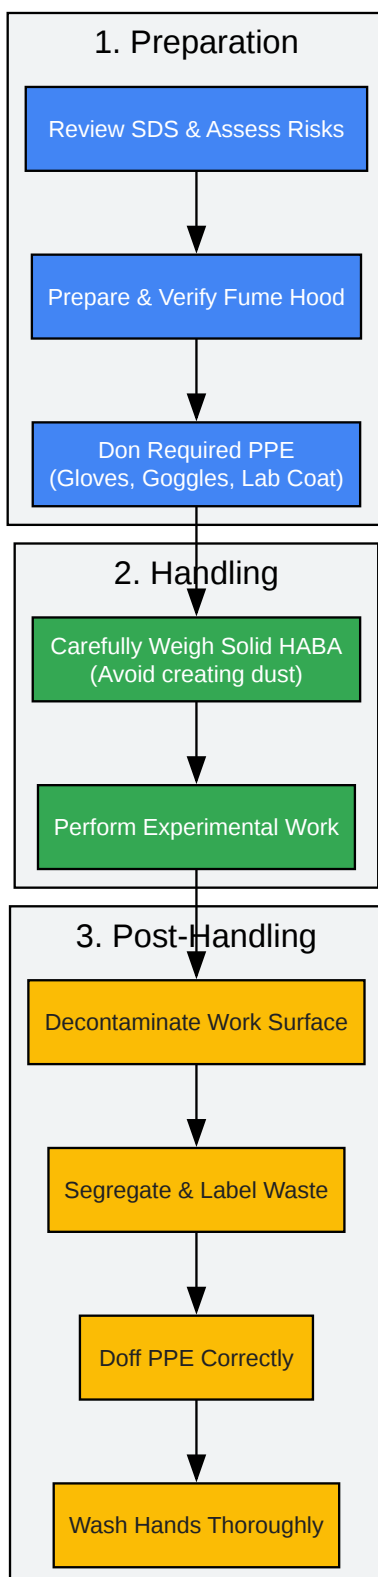 1. Preparation
Review SDS & Assess Risks
Prepare & Verify Fume Hood
Don Required PPE
(Gloves, Goggles, Lab Coat)
2. Handling
Carefully Weigh Solid HABA
(Avoid creating dust)
Perform Experimental Work
3. Post-Handling
Decontaminate Work Surface
Segregate & Label Waste
Doff PPE Correctly
Wash Hands Thoroughly